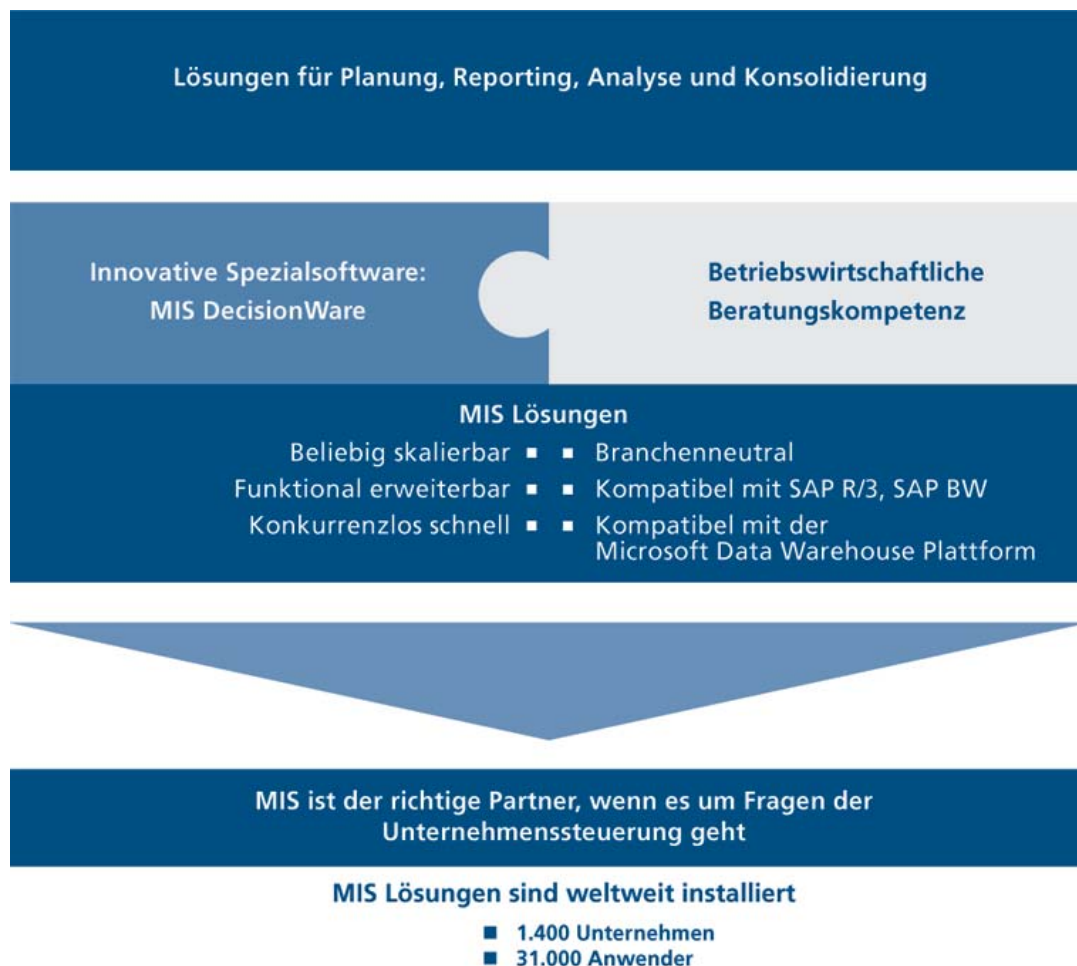 Lösungen für Planung, Reporting, Analyse und Konsolidierung
Innovative Spezialsoftware:
MIS DecisionWare
Betriebswirtschaftliche
Beratungskompetenz
MIS Lösungen
Beliebig skalierbar
Funktional erweiterbar
Konkurrenzlos schnell
Branchenneutral
Kompatibel mit SAP R/3, SAP BW
Kompatibel mit der
Microsoft Data Warehouse Plattform
MIS ist der richtige Partner, wenn es um Fragen der
Unternehmenssteuerung geht
MIS Lösungen sind weltweit installiert
1.400 Unternehmen
31.000 Anwender